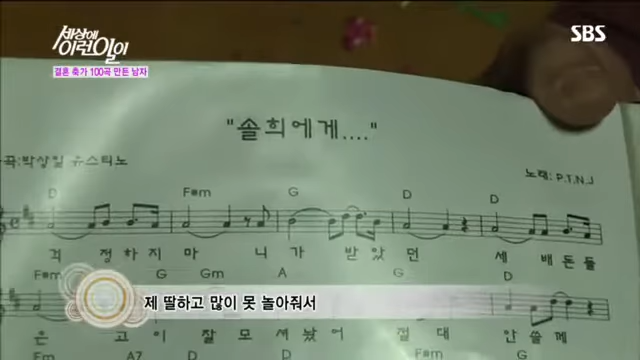 세상에 이런일이
SBS
결혼 축가 100곡 만든 남자
"솔희에게...."
곡:박상일 유스티노
노래: P.T.N.J
D F#m G D D
걱 정하지마 니가 받았던 세배돈들
F#m G Gm A G D
은 고이 잘모셔놨어 절대 안쓸께
제 딸하고 많이 못 놀아줘서
Em A7 D D F#m G